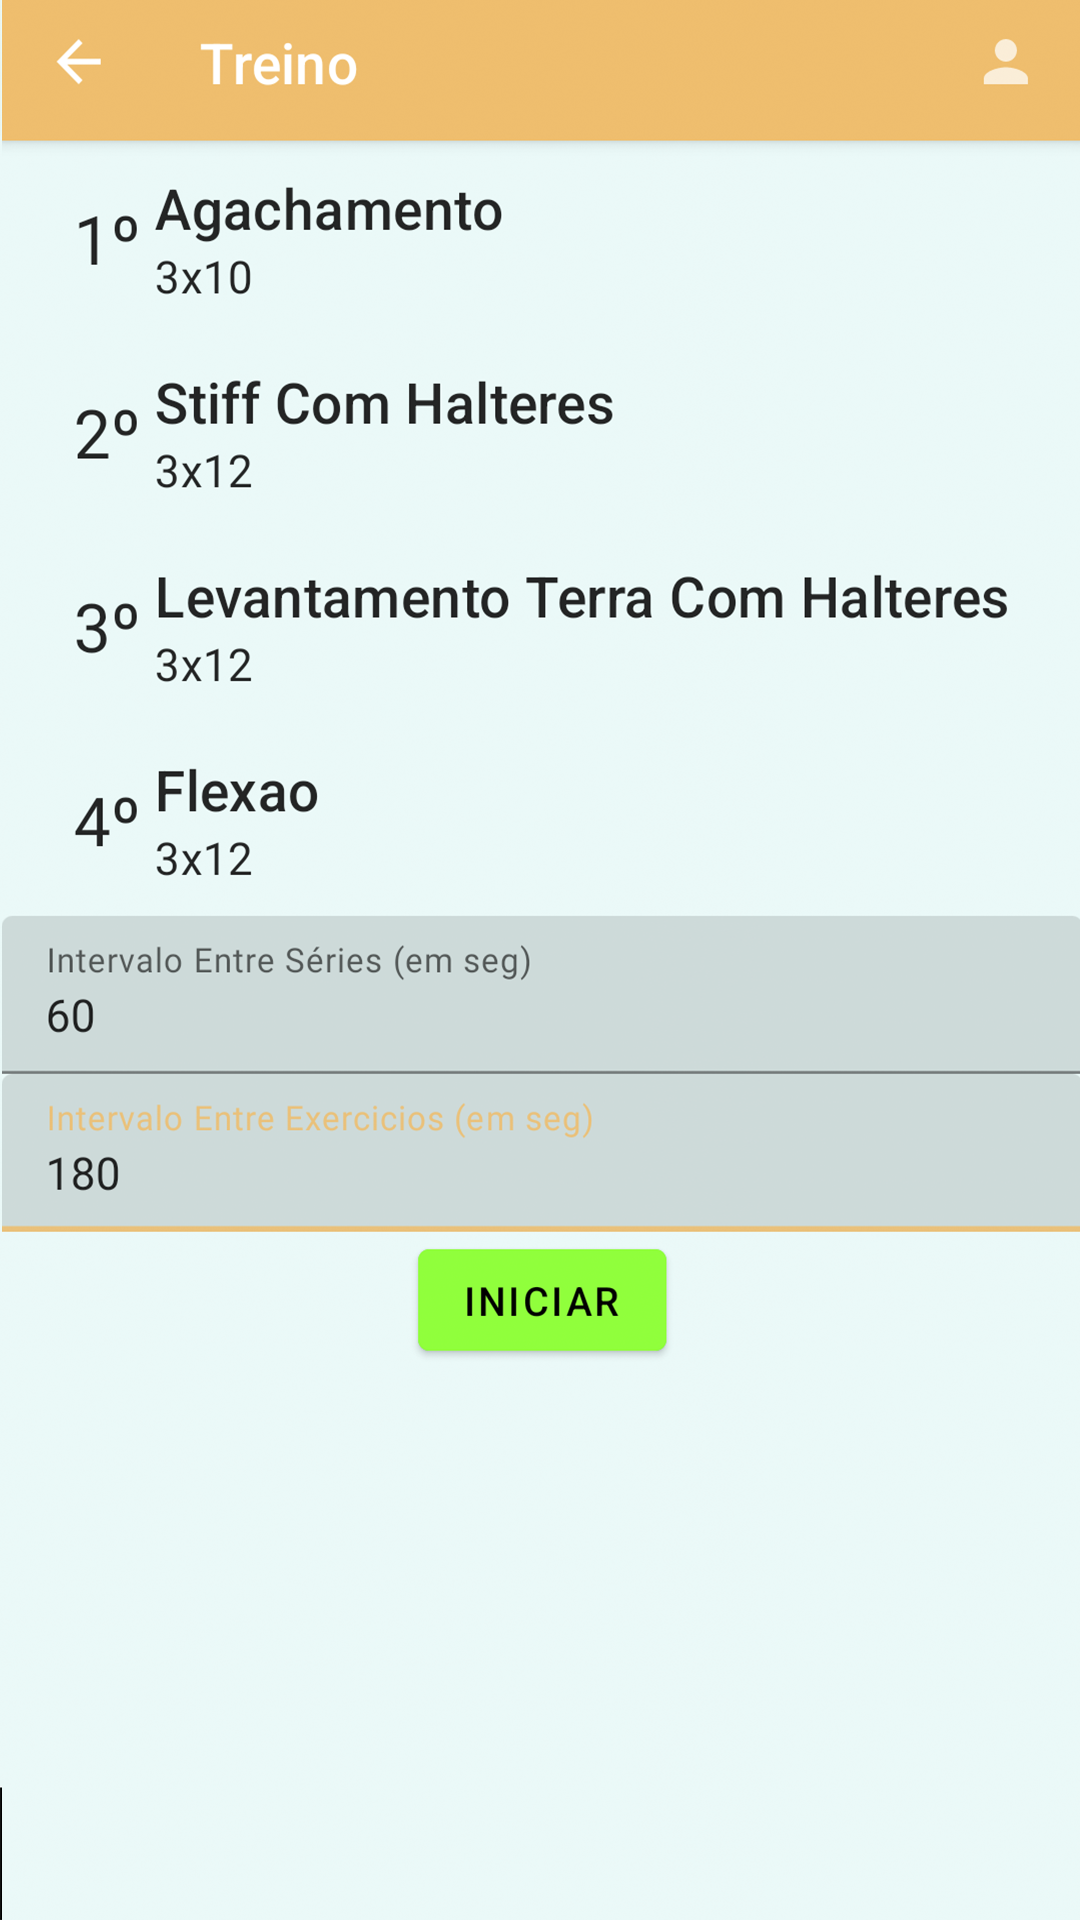 Treino
1º Agachamento
3x10
2º Stiff Com Halteres
3x12
3º Levantamento Terra Com Halteres
3x12
4º Flexao
3x12
Intervalo Entre Séries (em seg)
60
Intervalo Entre Exercicios (em seg)
180
INICIAR